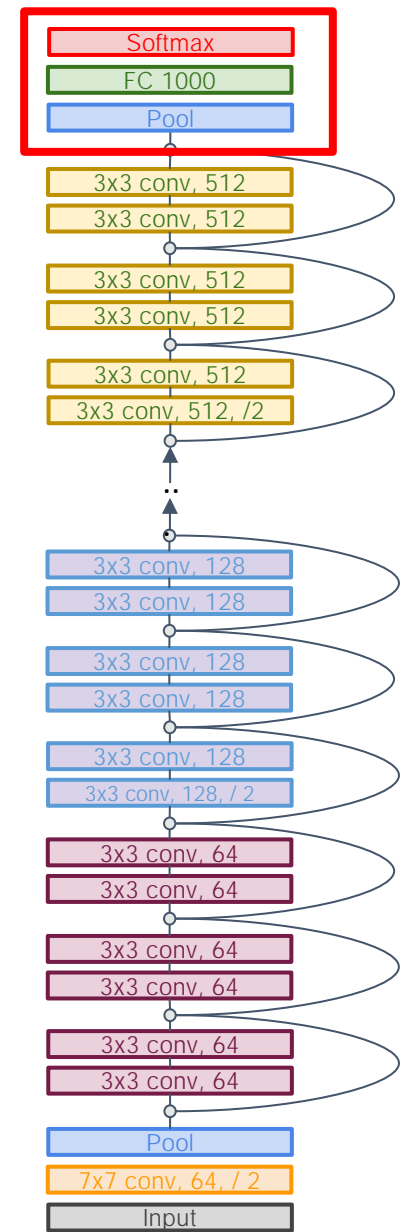 Softmax
FC 1000
Pool
3x3 conv, 512
3x3 conv, 512
3x3 conv, 512
3x3 conv, 512
3x3 conv, 512
3x3 conv, 512, /2
..
.
3x3 conv, 128
3x3 conv, 128
3x3 conv, 128
3x3 conv, 128
3x3 conv, 128
3x3 conv, 128, / 2
3x3 conv, 64
3x3 conv, 64
3x3 conv, 64
3x3 conv, 64
3x3 conv, 64
3x3 conv, 64
Pool
7x7 conv, 64, / 2
Input